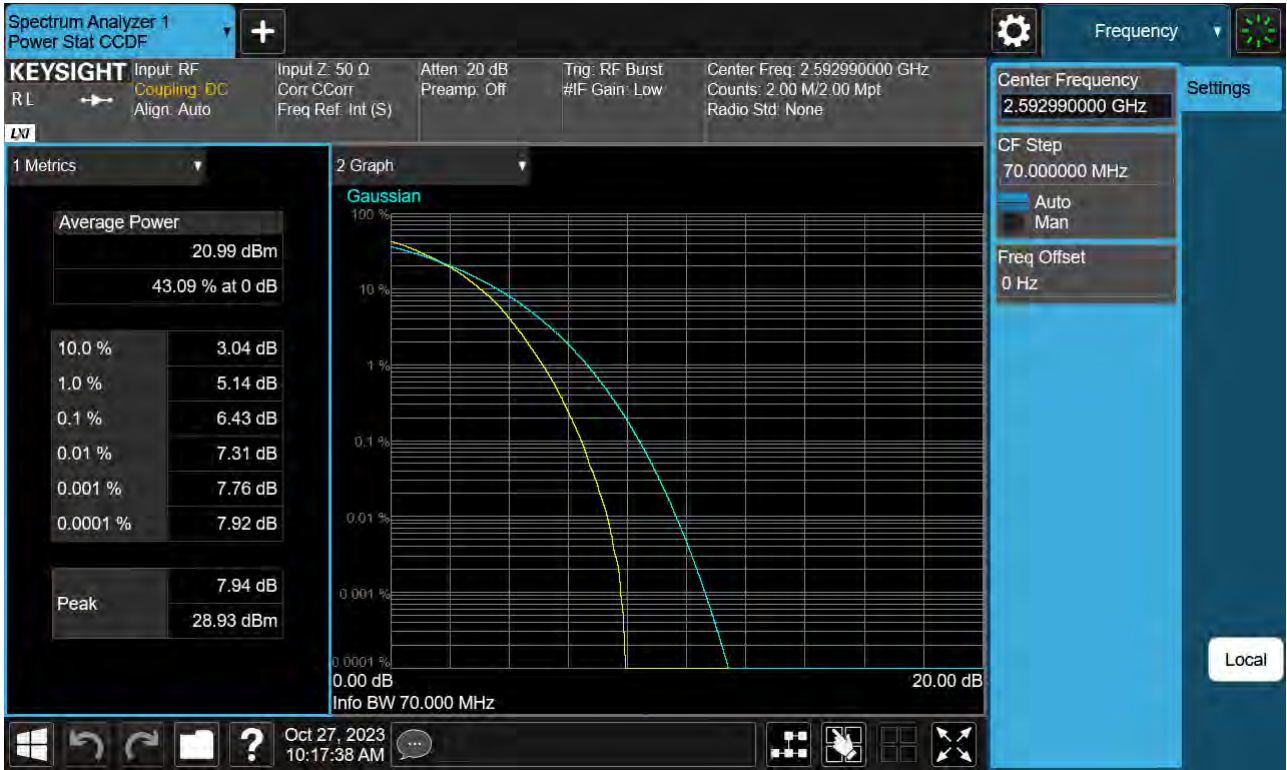 Spectrum Analyzer 1
Power Stat CCDF
Frequency
KEYSIGHT
R L
LXI
Input: RF
Coupling: DC
Align: Auto
Input Z: 50 Ω
Corr CCorr
Freq Ref: Int (S)
Atten: 20 dB
Preamp: Off
Trig: RF Burst
#IF Gain: Low
Center Freq: 2.592990000 GHz
Counts: 2.00 M/2.00 Mpt
Radio Std: None
Center Frequency
2.592990000 GHz
Settings
CF Step
70.000000 MHz
Auto
Man
Freq Offset
0 Hz
Local
1 Metrics
Average Power
20.99 dBm
43.09 % at 0 dB
10.0 % 3.04 dB
1.0 % 5.14 dB
0.1 % 6.43 dB
0.01 % 7.31 dB
0.001 % 7.76 dB
0.0001 % 7.92 dB
Peak 7.94 dB
28.93 dBm
2 Graph
Gaussian
100 %
10 %
1 %
0.1 %
0.01 %
0.001 %
0.0001 %
0.00 dB 20.00 dB
Info BW 70.000 MHz
?
Oct 27, 2023
10:17:38 AM